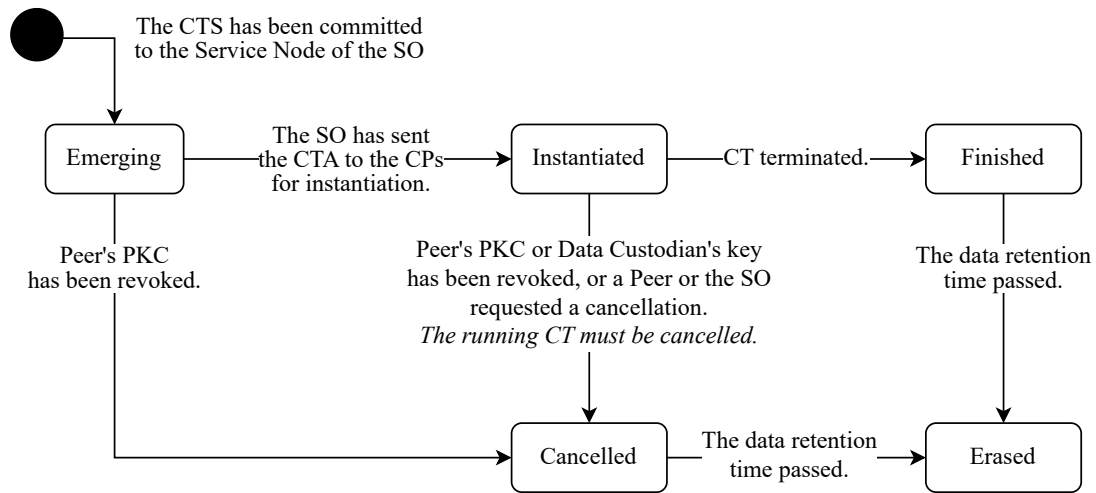 The CTS has been committed
to the Service Node of the SO
Emerging
The SO has sent
the CTA to the CPs
for instantiation.
Instantiated
CT terminated.
Finished
Peer's PKC
has been revoked.
Peer's PKC or Data Custodian's key
has been revoked, or a Peer or the SO
requested a cancellation.
The running CT must be cancelled.
The data retention
time passed.
Cancelled
The data retention
time passed.
Erased